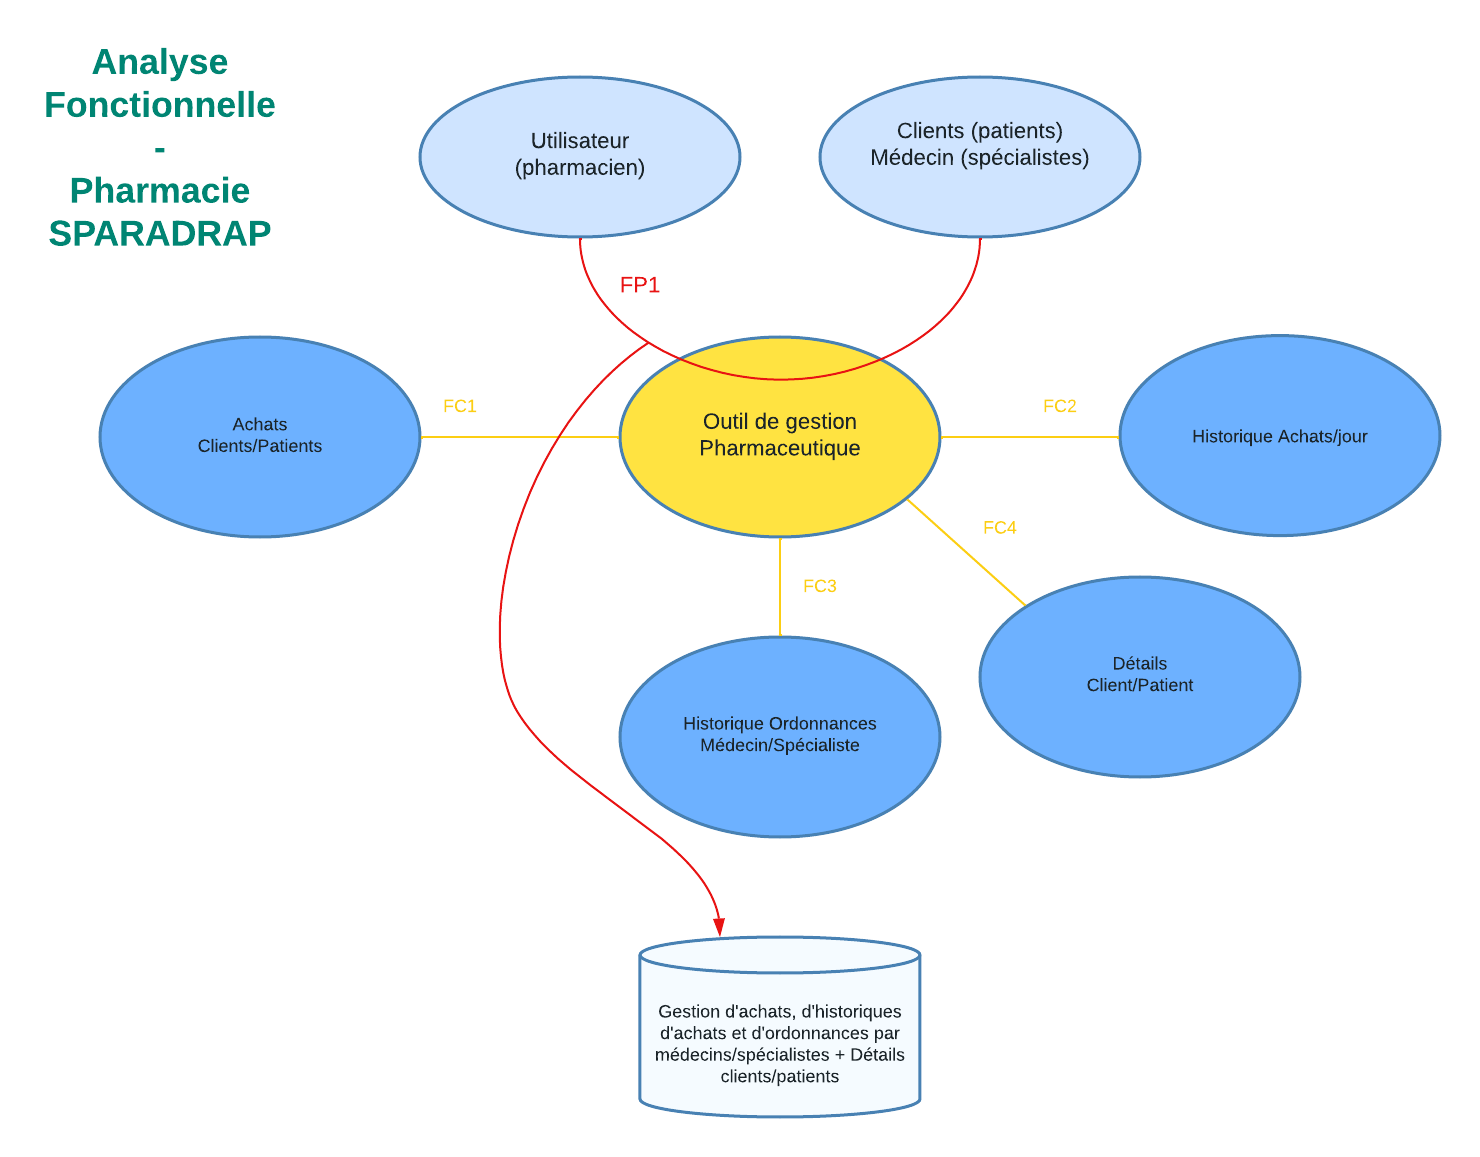 Analyse
Fonctionnelle
-
Pharmacie
SPARADRAP
Utilisateur
(pharmacien)
Clients (patients)
Médecin (spécialistes)
FP1
Achats
Clients/Patients
FC1
Outil de gestion
Pharmaceutique
FC2
Historique Achats/jour
FC4
FC3
Détails
Client/Patient
Historique Ordonnances
Médecin/Spécialiste
Gestion d'achats, d'historiques
d'achats et d'ordonnances par
médecins/spécialistes + Détails
clients/patients